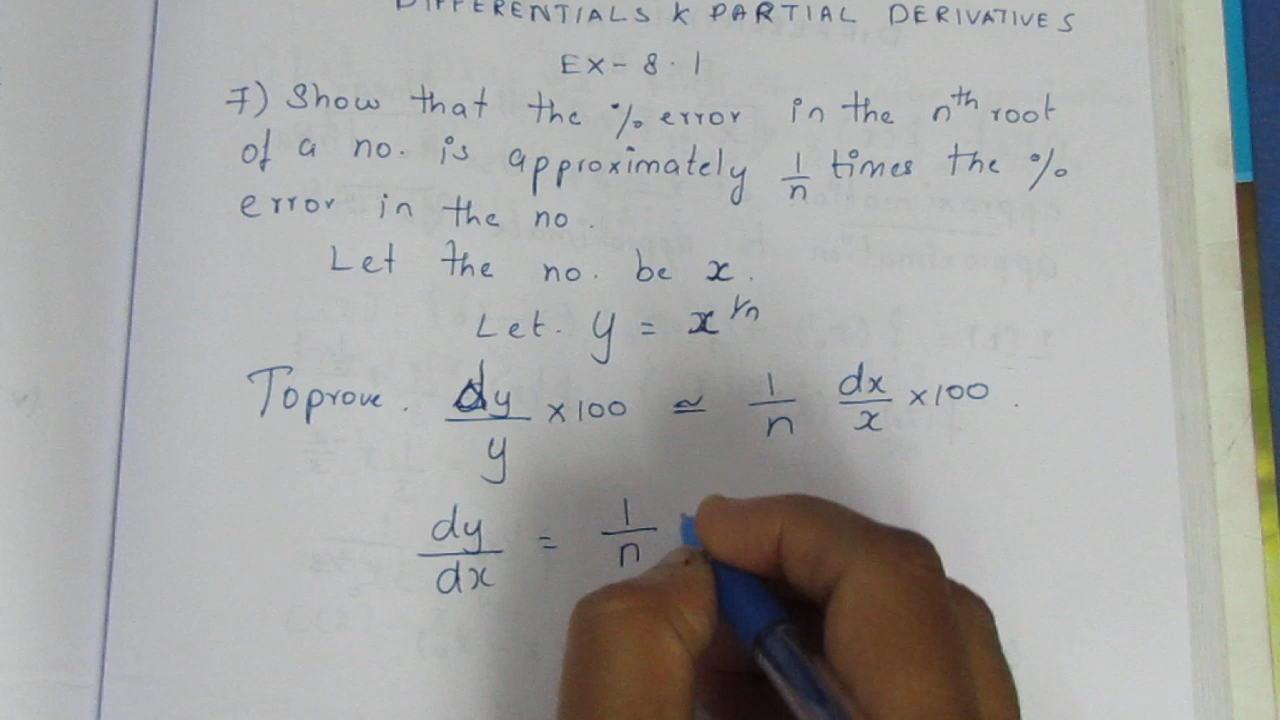 DIFFERENTIALS & PARTIAL DERIVATIVES
EX - 8.1
7) Show that the % error in the nth root
of a no. is approximately 1/n times the %
error in the no.
Let the no. be x.
Let. y = x^1/n
To prove. dy/y × 100 ≃ 1/n dx/x × 100.
dy/dx = 1/n